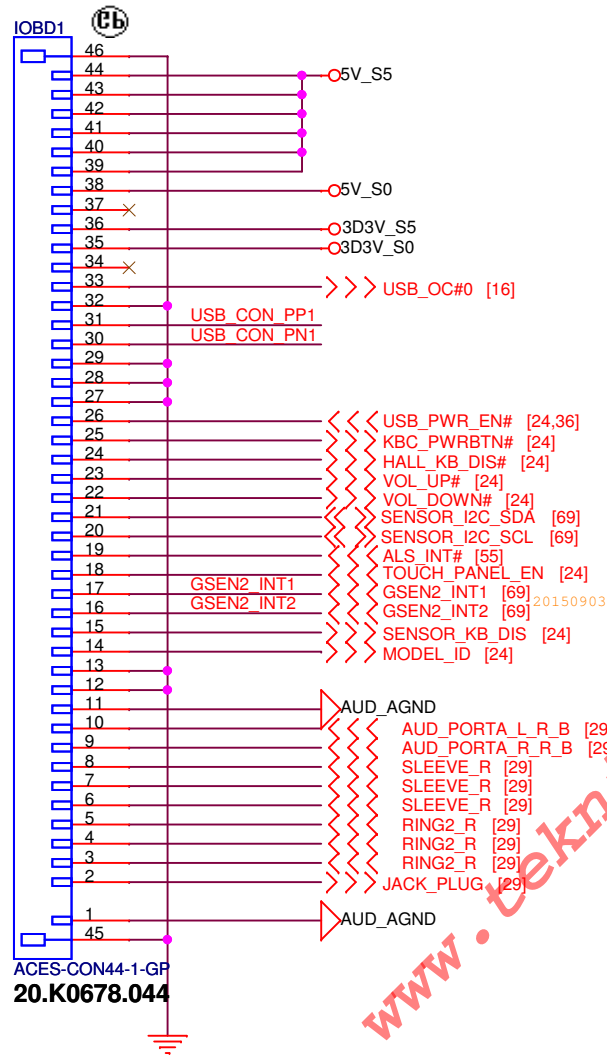 IOBD1
46
44 5V_S5
43
42
41
40
39
38 5V_S0
37
36 3D3V_S5
35 3D3V_S0
34
33 USB_OC#0 [16]
32
31 USB_CON_PP1
30 USB_CON_PN1
29
28
27
26 USB_PWR_EN# [24,36]
25 KBC_PWRBTN# [24]
24 HALL_KB_DIS# [24]
23 VOL_UP# [24]
22 VOL_DOWN# [24]
21 SENSOR_I2C_SDA [69]
20 SENSOR_I2C_SCL [69]
19 ALS_INT# [55]
18 TOUCH_PANEL_EN [24]
17 GSEN2_INT1 GSEN2_INT1 [69]
16 GSEN2_INT2 GSEN2_INT2 [69] 20150903
15 SENSOR_KB_DIS [24]
14 MODEL_ID [24]
13
12
11 AUD_AGND
10 AUD_PORTA_L_R_B [29
9 AUD_PORTA_R_R_B [29
8 SLEEVE_R [29]
7 SLEEVE_R [29]
6 SLEEVE_R [29]
5 RING2_R [29]
4 RING2_R [29]
3 RING2_R [29]
2 JACK_PLUG [29]
1 AUD_AGND
45
ACES-CON44-1-GP
20.K0678.044
www.tekn